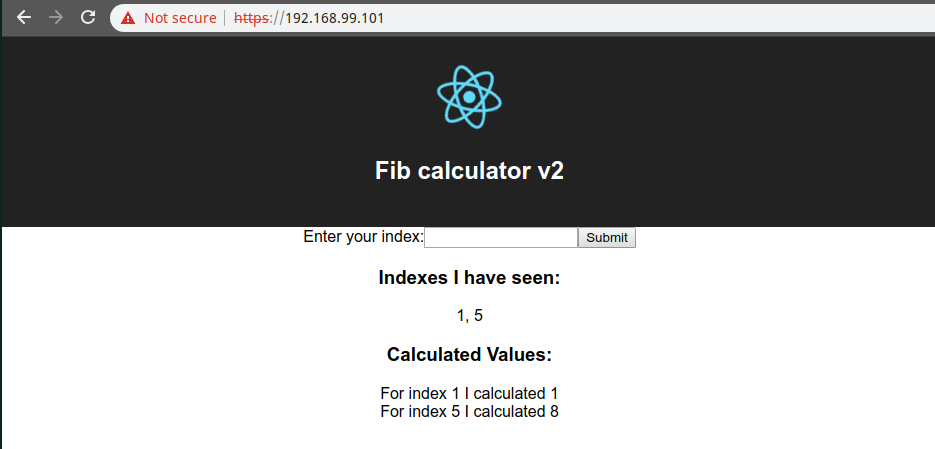 Not secure | https://192.168.99.101
Fib calculator v2
Enter your index: Submit
Indexes I have seen:
1, 5
Calculated Values:
For index 1 I calculated 1
For index 5 I calculated 8